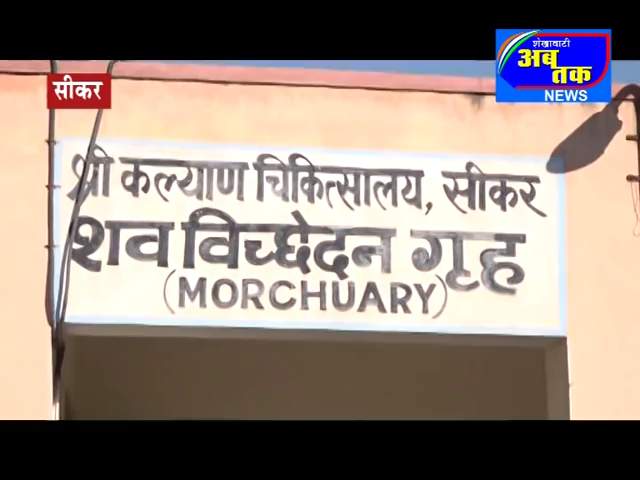 सीकर
शेखावाटी
अब
तक
NEWS
श्री कल्याण चिकित्सालय, सीकर
शव विच्छेदन गृह
(MORCHUARY)